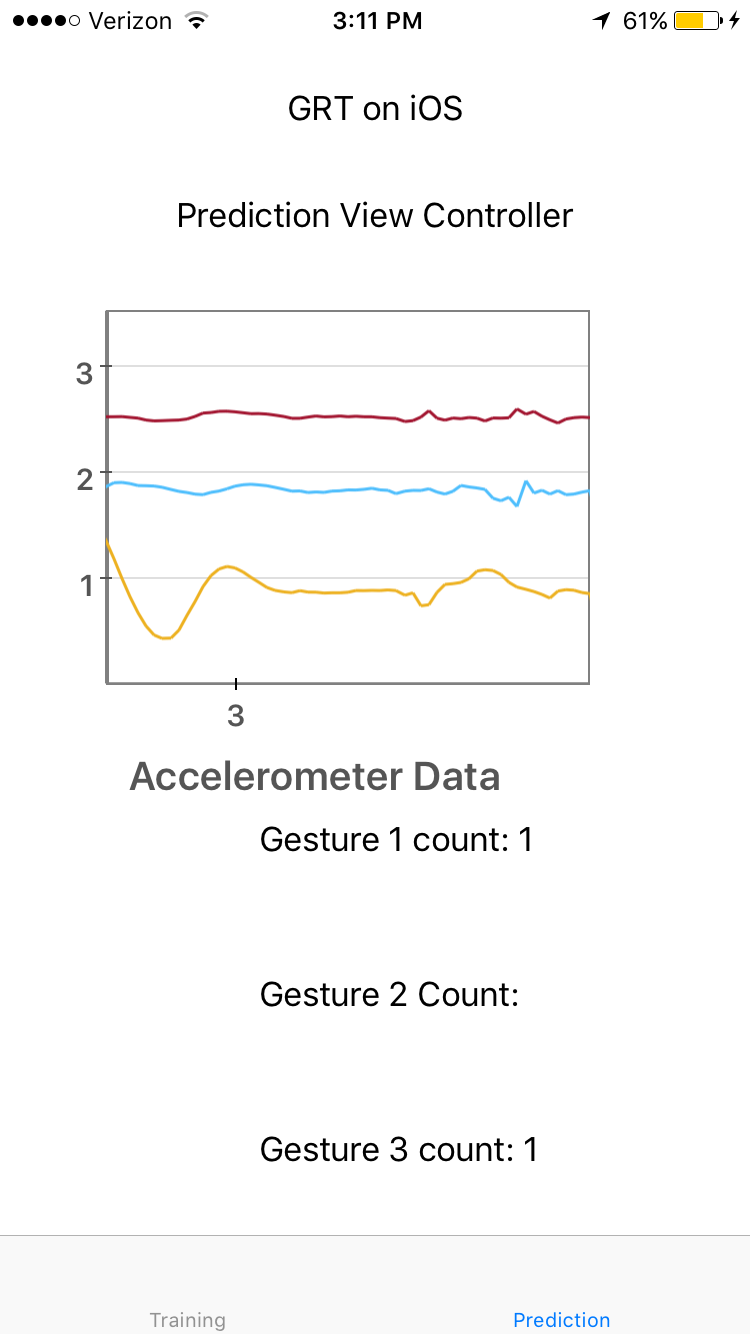 Verizon 3:11 PM 61%
GRT on iOS
Prediction View Controller
3
2
1
3
Accelerometer Data
Gesture 1 count: 1
Gesture 2 Count:
Gesture 3 count: 1
Training Prediction